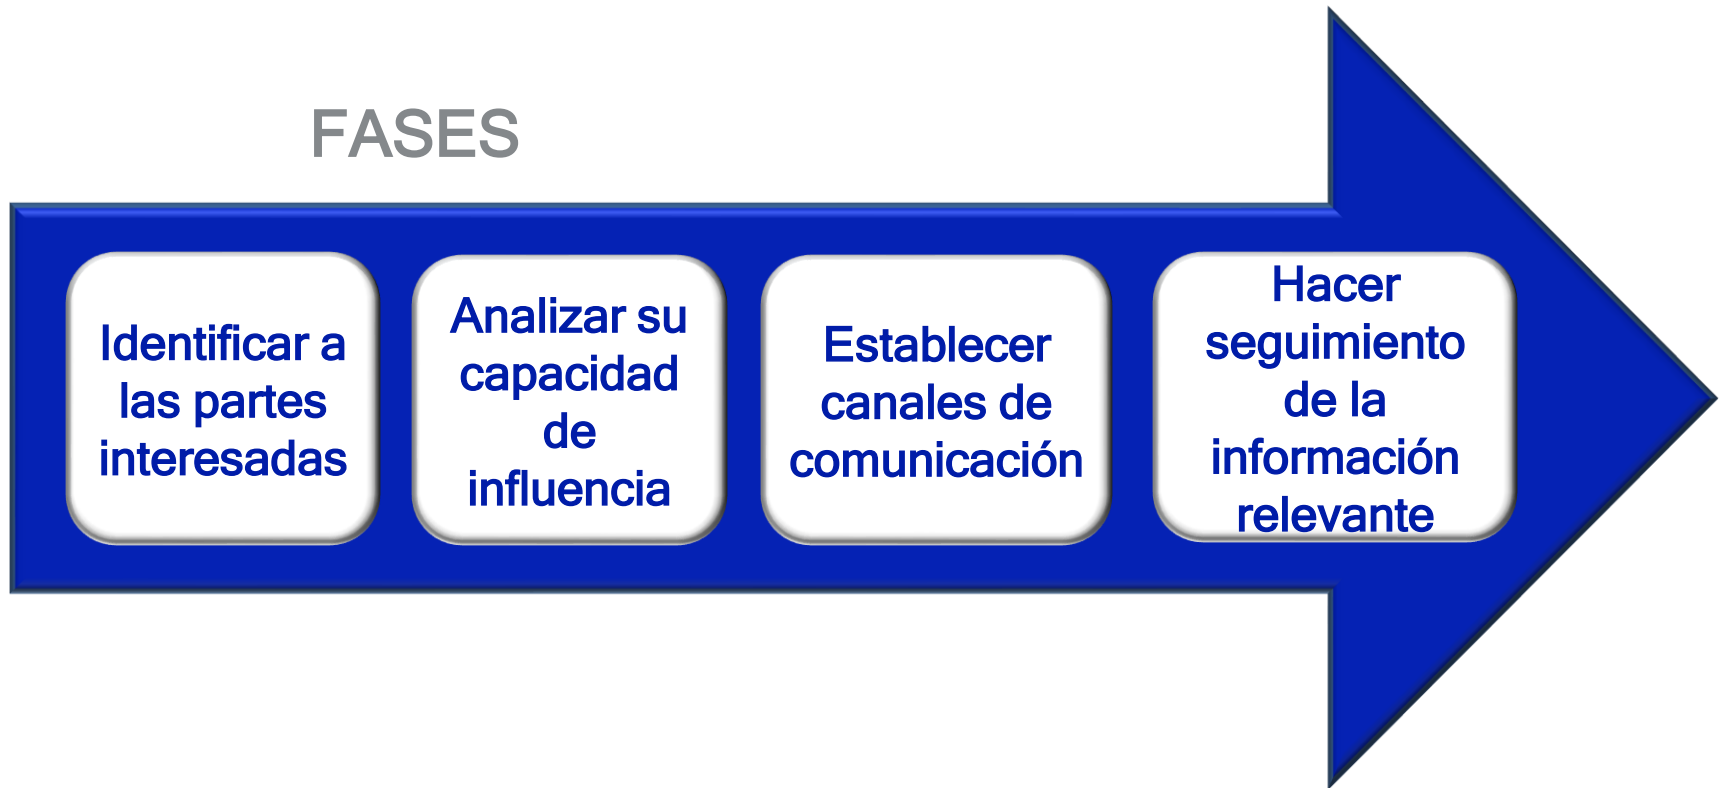 FASES
Identificar a
las partes
interesadas
Analizar su
capacidad
de
influencia
Establecer
canales de
comunicación
Hacer
seguimiento
de la
información
relevante